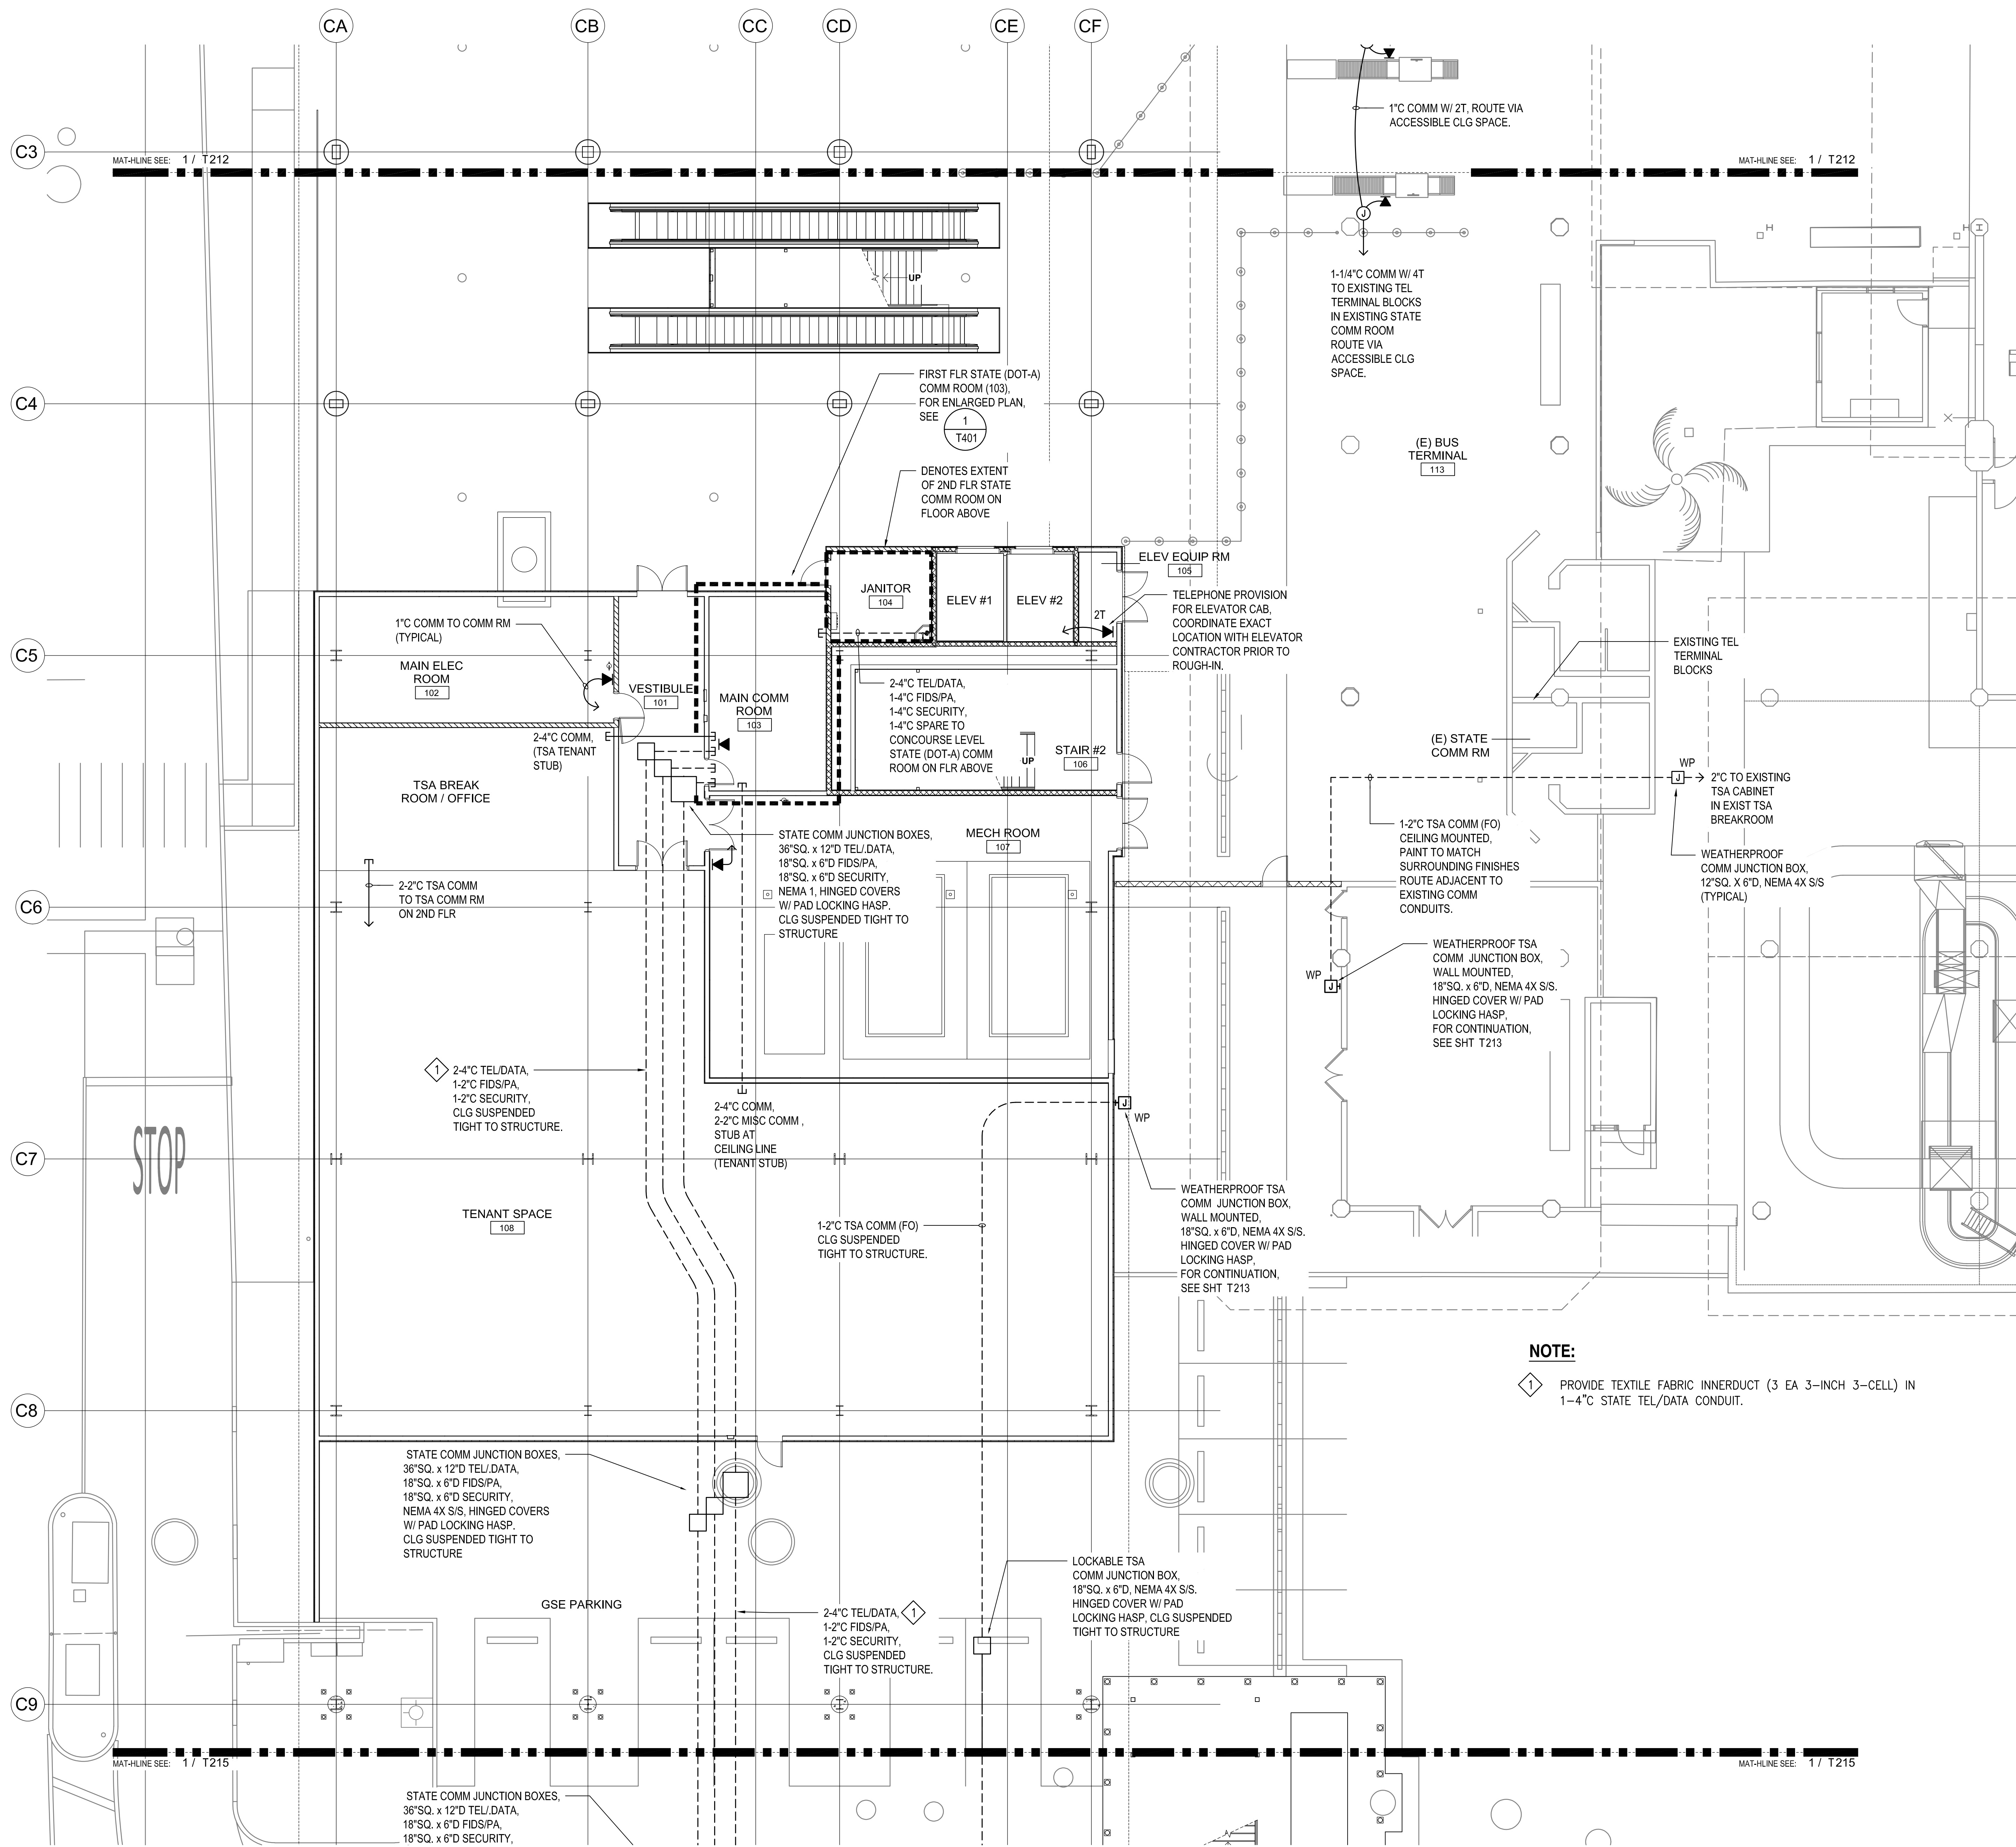 CA
CB
CC
CD
CE
CF
1"C COMM W/ 2T, ROUTE VIA
ACCESSIBLE CLG SPACE.
C3
MAT-HLINE SEE: 1 / T212
MAT-HLINE SEE: 1 / T212
J
UP
1-1/4"C COMM W/ 4T
TO EXISTING TEL
TERMINAL BLOCKS
IN EXISTING STATE
COMM ROOM
ROUTE VIA
ACCESSIBLE CLG
SPACE.
C4
FIRST FLR STATE (DOT-A)
COMM ROOM (103),
FOR ENLARGED PLAN,
SEE
1
T401
(E) BUS
TERMINAL
113
DENOTES EXTENT
OF 2ND FLR STATE
COMM ROOM ON
FLOOR ABOVE
ELEV EQUIP RM
105
JANITOR
104
ELEV #1
ELEV #2
2T
TELEPHONE PROVISION
FOR ELEVATOR CAB,
COORDINATE EXACT
LOCATION WITH ELEVATOR
CONTRACTOR PRIOR TO
ROUGH-IN.
1"C COMM TO COMM RM
(TYPICAL)
C5
MAIN ELEC
ROOM
102
VESTIBULE
101
MAIN COMM
ROOM
103
2-4"C TEL/DATA,
1-4"C FIDS/PA,
1-4"C SECURITY,
1-4"C SPARE TO
CONCOURSE LEVEL
STATE (DOT-A) COMM
ROOM ON FLR ABOVE
EXISTING TEL
TERMINAL
BLOCKS
2-4"C COMM,
(TSA TENANT
STUB)
STAIR #2
106
UP
(E) STATE
COMM RM
WP
J
2"C TO EXISTING
TSA CABINET
IN EXIST TSA
BREAKROOM
TSA BREAK
ROOM / OFFICE
STATE COMM JUNCTION BOXES,
36"SQ. x 12"D TEL/.DATA,
18"SQ. x 6"D FIDS/PA,
18"SQ. x 6"D SECURITY,
NEMA 1, HINGED COVERS
W/ PAD LOCKING HASP.
CLG SUSPENDED TIGHT TO
STRUCTURE
MECH ROOM
107
1-2"C TSA COMM (FO)
CEILING MOUNTED,
PAINT TO MATCH
SURROUNDING FINISHES
ROUTE ADJACENT TO
EXISTING COMM
CONDUITS.
WEATHERPROOF
COMM JUNCTION BOX,
12"SQ. X 6"D, NEMA 4X S/S
(TYPICAL)
2-2"C TSA COMM
TO TSA COMM RM
ON 2ND FLR
C6
WP
J
WEATHERPROOF TSA
COMM JUNCTION BOX,
WALL MOUNTED,
18"SQ. x 6"D, NEMA 4X S/S.
HINGED COVER W/ PAD
LOCKING HASP,
FOR CONTINUATION,
SEE SHT T213
1
2-4"C TEL/DATA,
1-2"C FIDS/PA,
1-2"C SECURITY,
CLG SUSPENDED
TIGHT TO STRUCTURE.
2-4"C COMM,
2-2"C MISC COMM ,
STUB AT
CEILING LINE
(TENANT STUB)
J
WP
STOP
C7
TENANT SPACE
108
1-2"C TSA COMM (FO)
CLG SUSPENDED
TIGHT TO STRUCTURE.
WEATHERPROOF TSA
COMM JUNCTION BOX,
WALL MOUNTED,
18"SQ. x 6"D, NEMA 4X S/S.
HINGED COVER W/ PAD
LOCKING HASP,
FOR CONTINUATION,
SEE SHT T213
NOTE:
1
PROVIDE TEXTILE FABRIC INNERDUCT (3 EA 3-INCH 3-CELL) IN
1-4"C STATE TEL/DATA CONDUIT.
C8
STATE COMM JUNCTION BOXES,
36"SQ. x 12"D TEL/.DATA,
18"SQ. x 6"D FIDS/PA,
18"SQ. x 6"D SECURITY,
NEMA 4X S/S, HINGED COVERS
W/ PAD LOCKING HASP.
CLG SUSPENDED TIGHT TO
STRUCTURE
LOCKABLE TSA
COMM JUNCTION BOX,
18"SQ. x 6"D, NEMA 4X S/S.
HINGED COVER W/ PAD
LOCKING HASP, CLG SUSPENDED
TIGHT TO STRUCTURE
GSE PARKING
2-4"C TEL/DATA,
1
1-2"C FIDS/PA,
1-2"C SECURITY,
CLG SUSPENDED
TIGHT TO STRUCTURE.
C9
MAT-HLINE SEE: 1 / T215
MAT-HLINE SEE: 1 / T215
STATE COMM JUNCTION BOXES,
36"SQ. x 12"D TEL/.DATA,
18"SQ. x 6"D FIDS/PA,
18"SQ. x 6"D SECURITY,